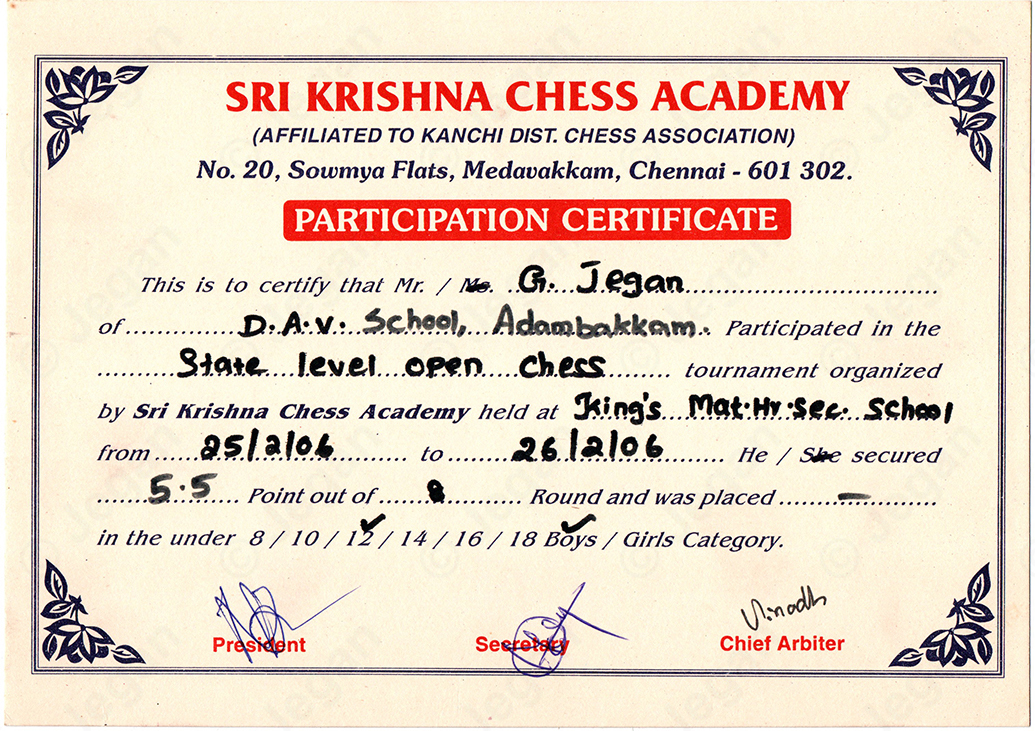 SRI KRISHNA CHESS ACADEMY
(AFFILIATED TO KANCHI DIST. CHESS ASSOCIATION)
No. 20, Sowmya Flats, Medavakkam, Chennai - 601 302.
PARTICIPATION CERTIFICATE
This is to certify that Mr. / Ms. G. Jegan
of D.A.V. School, Adambakkam. Participated in the
State level open Chess tournament organized
by Sri Krishna Chess Academy held at King's Mat.Hr.Sec. School
from 25/2/06 to 26/2/06 He / She secured
5.5 Point out of 8 Round and was placed —
in the under 8 / 10 / 12 / 14 / 16 / 18 Boys / Girls Category.
Vinodh
President Secretary Chief Arbiter
© Jegan